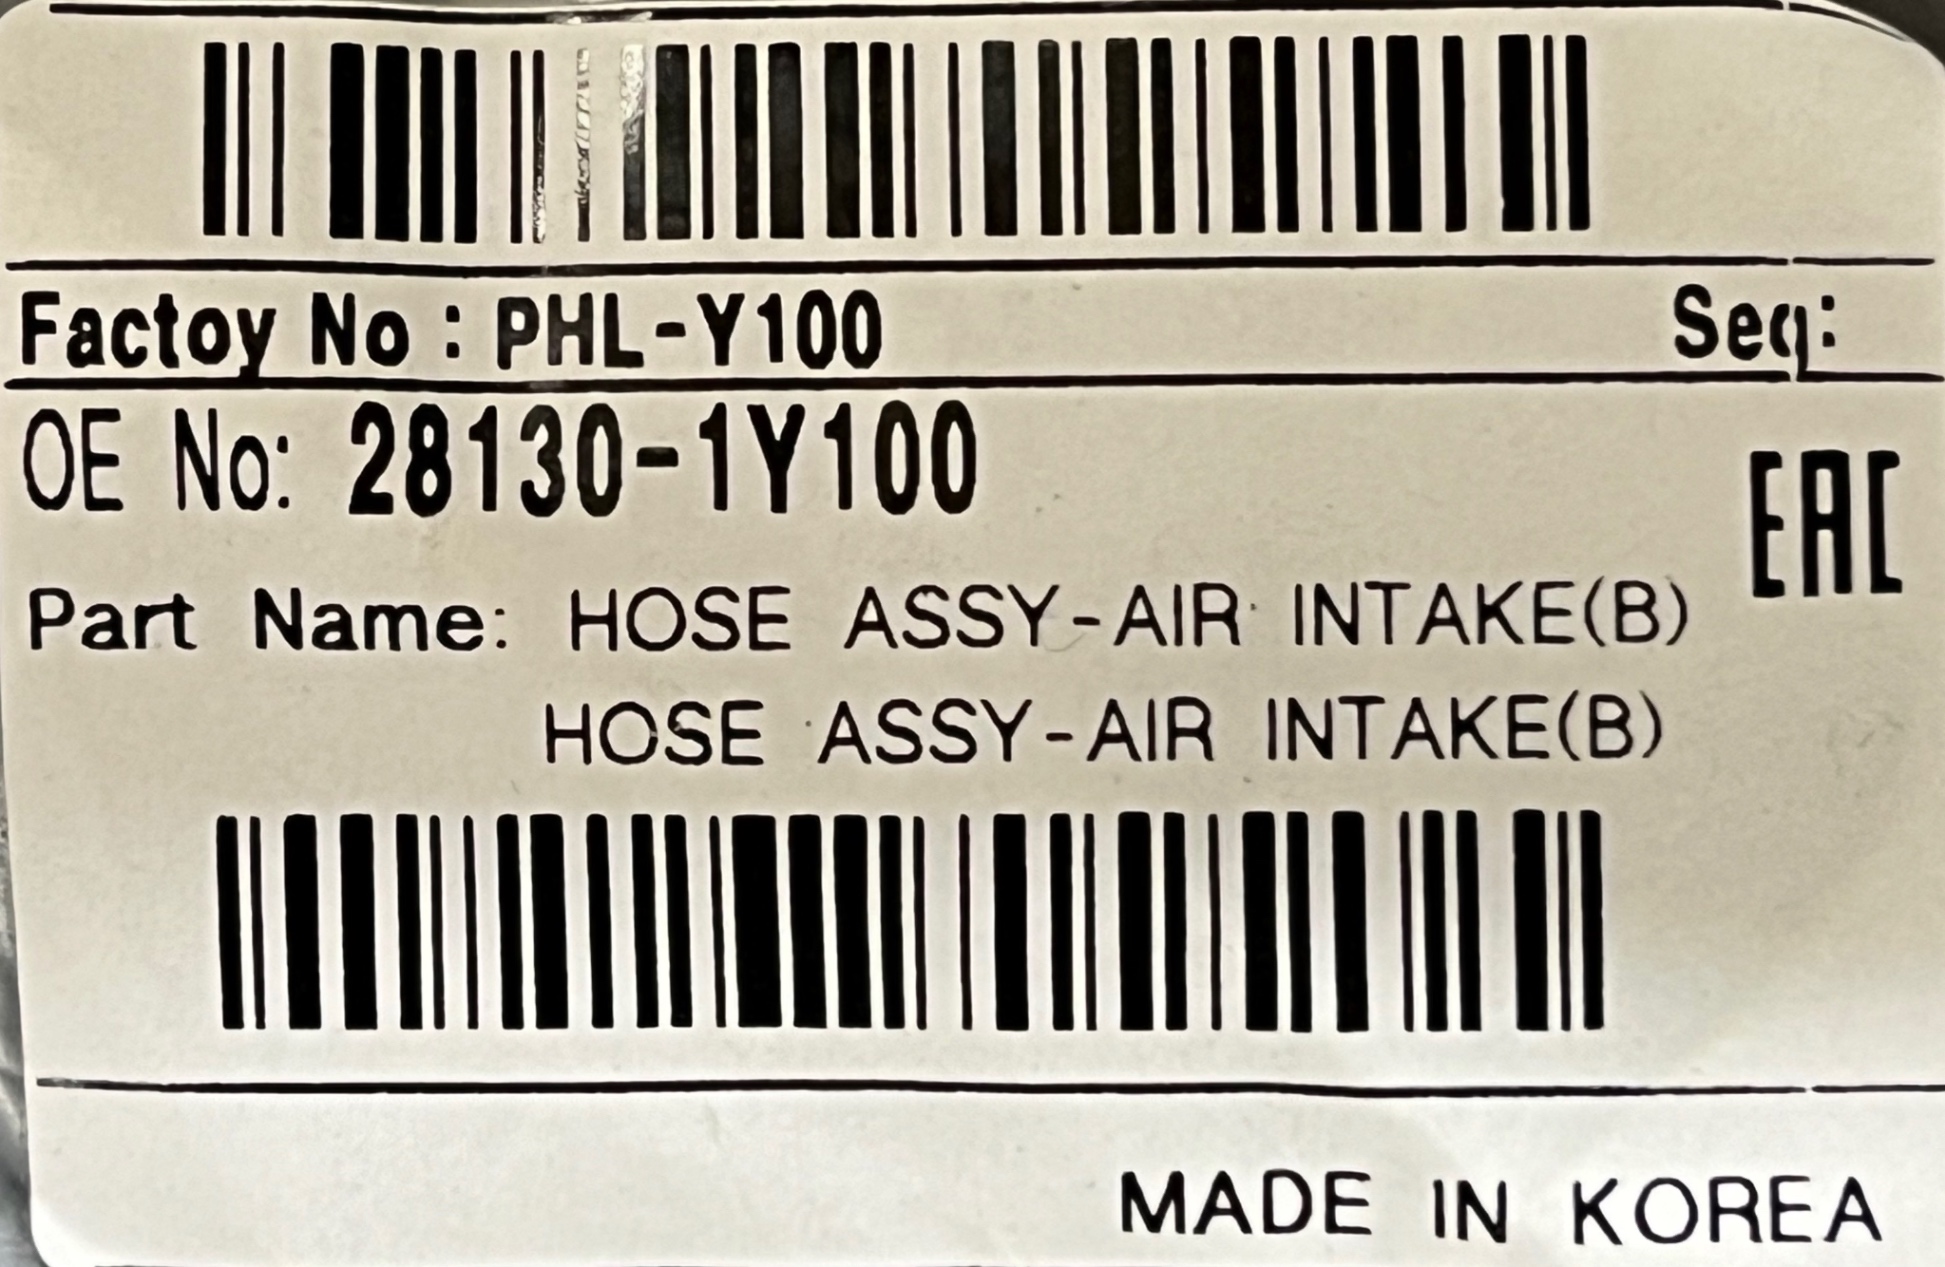 Factoy No : PHL-Y100 Seq:
OE No: 28130-1Y100
EAC
Part Name: HOSE ASSY-AIR INTAKE(B)
HOSE ASSY-AIR INTAKE(B)
MADE IN KOREA